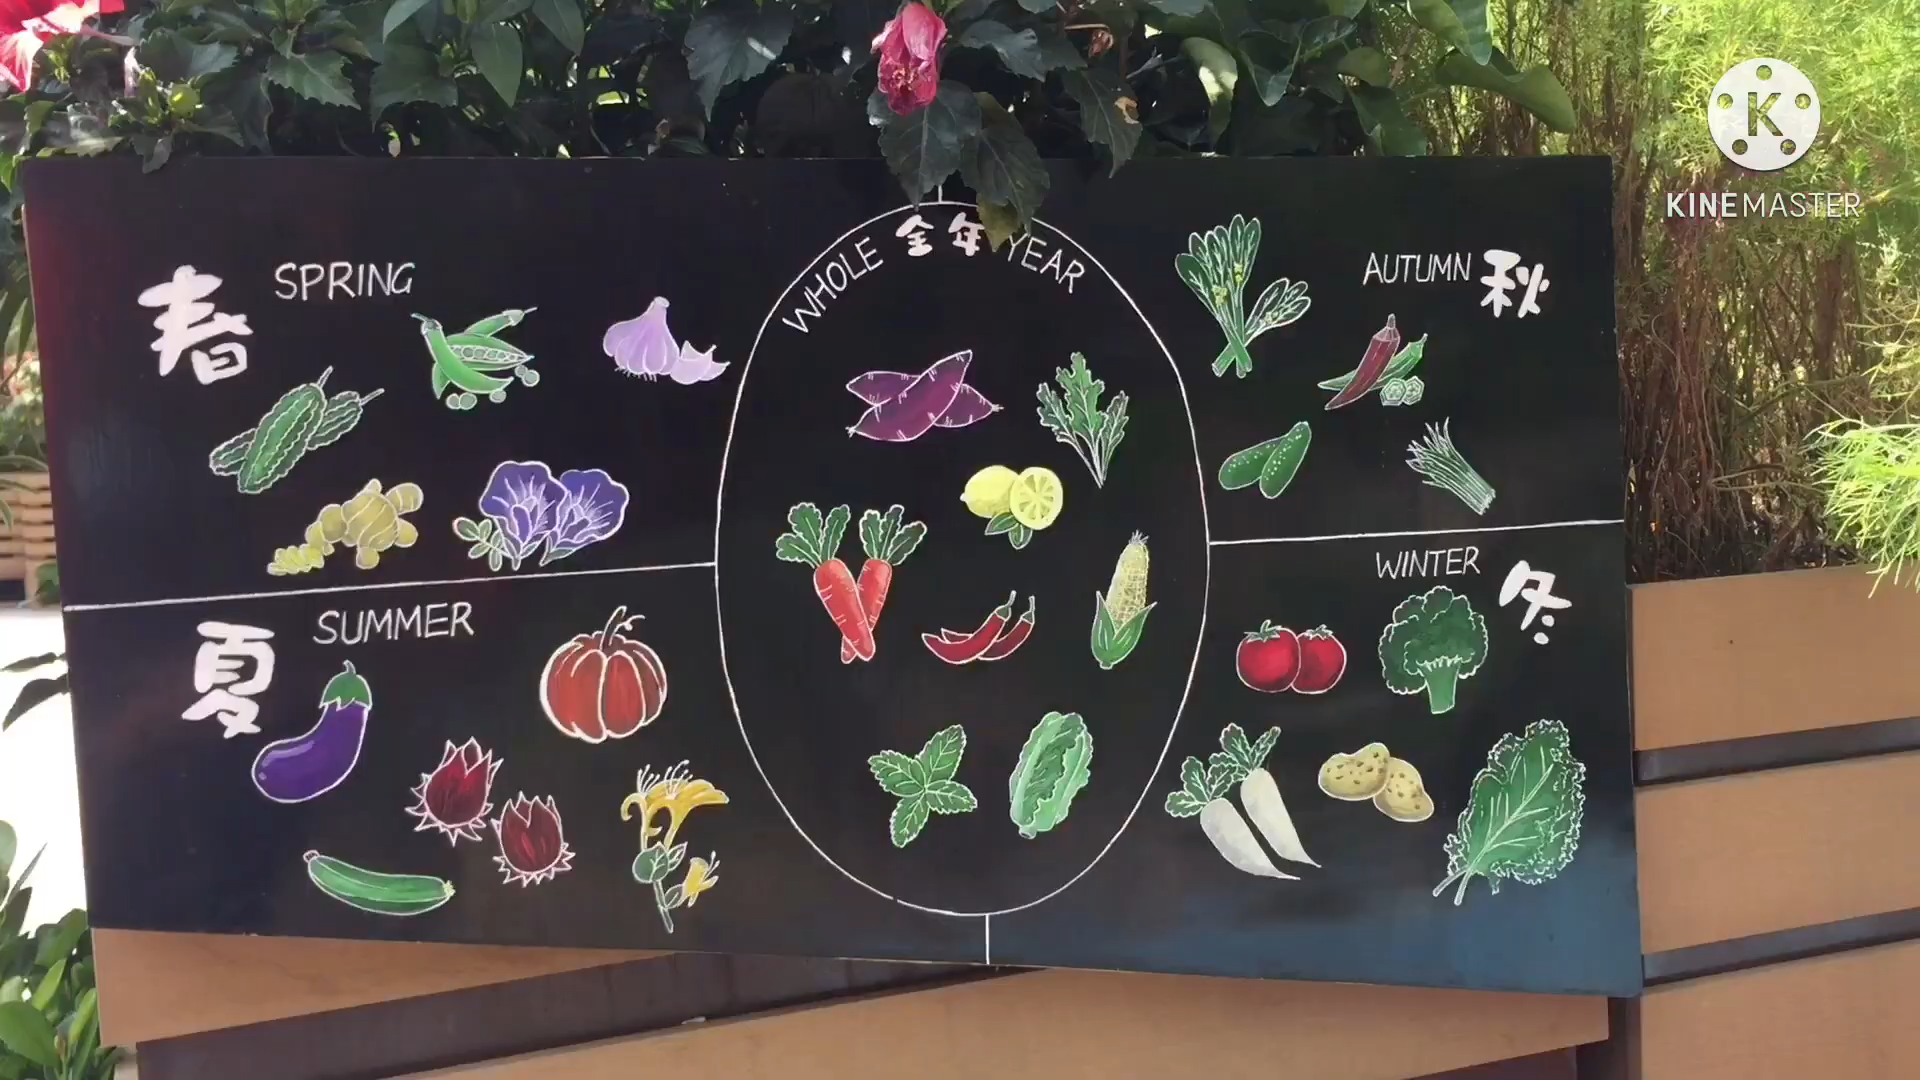 春 SPRING
WHOLE 全年 YEAR
AUTUMN 秋
夏 SUMMER
WINTER 冬
K
KINEMASTER